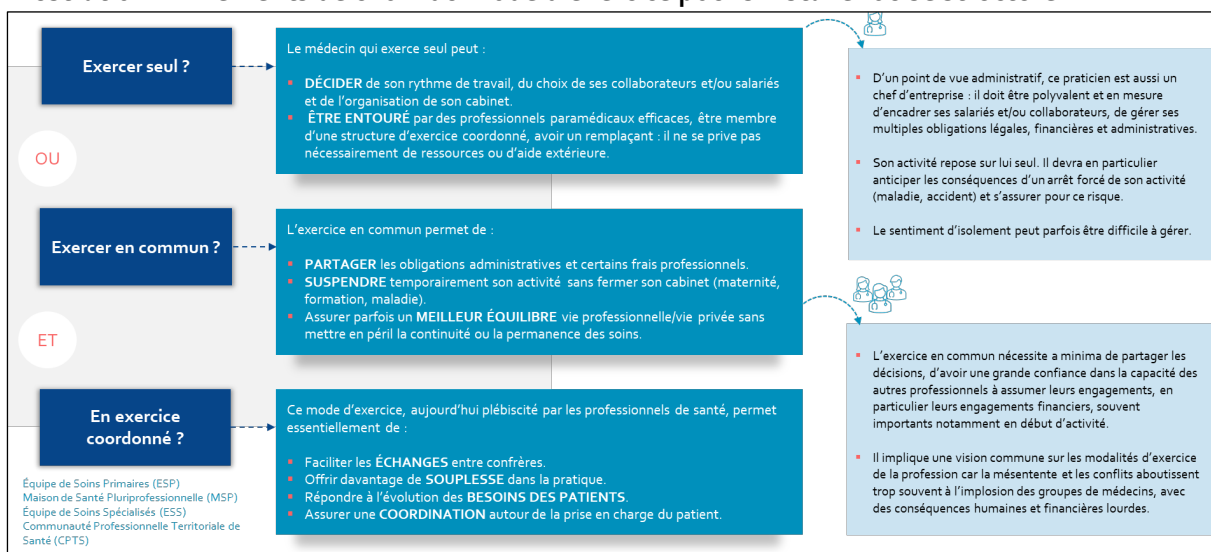 Exercer seul ?
Le médecin qui exerce seul peut :
▪ DÉCIDER de son rythme de travail, du choix de ses collaborateurs et/ou salariés
et de l'organisation de son cabinet.
▪ ÊTRE ENTOURÉ par des professionnels paramédicaux efficaces, être membre
d'une structure d'exercice coordonné, avoir un remplaçant : il ne se prive pas
nécessairement de ressources ou d'aide extérieure.
▪ D'un point de vue administratif, ce praticien est aussi un
chef d'entreprise : il doit être polyvalent et en mesure
d'encadrer ses salariés et/ou collaborateurs, de gérer ses
multiples obligations légales, financières et administratives.
▪ Son activité repose sur lui seul. Il devra en particulier
anticiper les conséquences d'un arrêt forcé de son activité
(maladie, accident) et s'assurer pour ce risque.
▪ Le sentiment d'isolement peut parfois être difficile à gérer.
OU
Exercer en commun ?
L'exercice en commun permet de :
▪ PARTAGER les obligations administratives et certains frais professionnels.
▪ SUSPENDRE temporairement son activité sans fermer son cabinet (maternité,
formation, maladie).
▪ Assurer parfois un MEILLEUR ÉQUILIBRE vie professionnelle/vie privée sans
mettre en péril la continuité ou la permanence des soins.
▪ L'exercice en commun nécessite a minima de partager les
décisions, d'avoir une grande confiance dans la capacité des
autres professionnels à assumer leurs engagements, en
particulier leurs engagements financiers, souvent
importants notamment en début d'activité.
▪ Il implique une vision commune sur les modalités d'exercice
de la profession car la mésentente et les conflits aboutissent
trop souvent à l'implosion des groupes de médecins, avec
des conséquences humaines et financières lourdes.
ET
En exercice
coordonné ?
Ce mode d'exercice, aujourd'hui plébiscité par les professionnels de santé, permet
essentiellement de :
▪ Faciliter les ÉCHANGES entre confrères.
▪ Offrir davantage de SOUPLESSE dans la pratique.
▪ Répondre à l'évolution des BESOINS DES PATIENTS.
▪ Assurer une COORDINATION autour de la prise en charge du patient.
Équipe de Soins Primaires (ESP)
Maison de Santé Pluriprofessionnelle (MSP)
Équipe de Soins Spécialisés (ESS)
Communauté Professionnelle Territoriale de
Santé (CPTS)